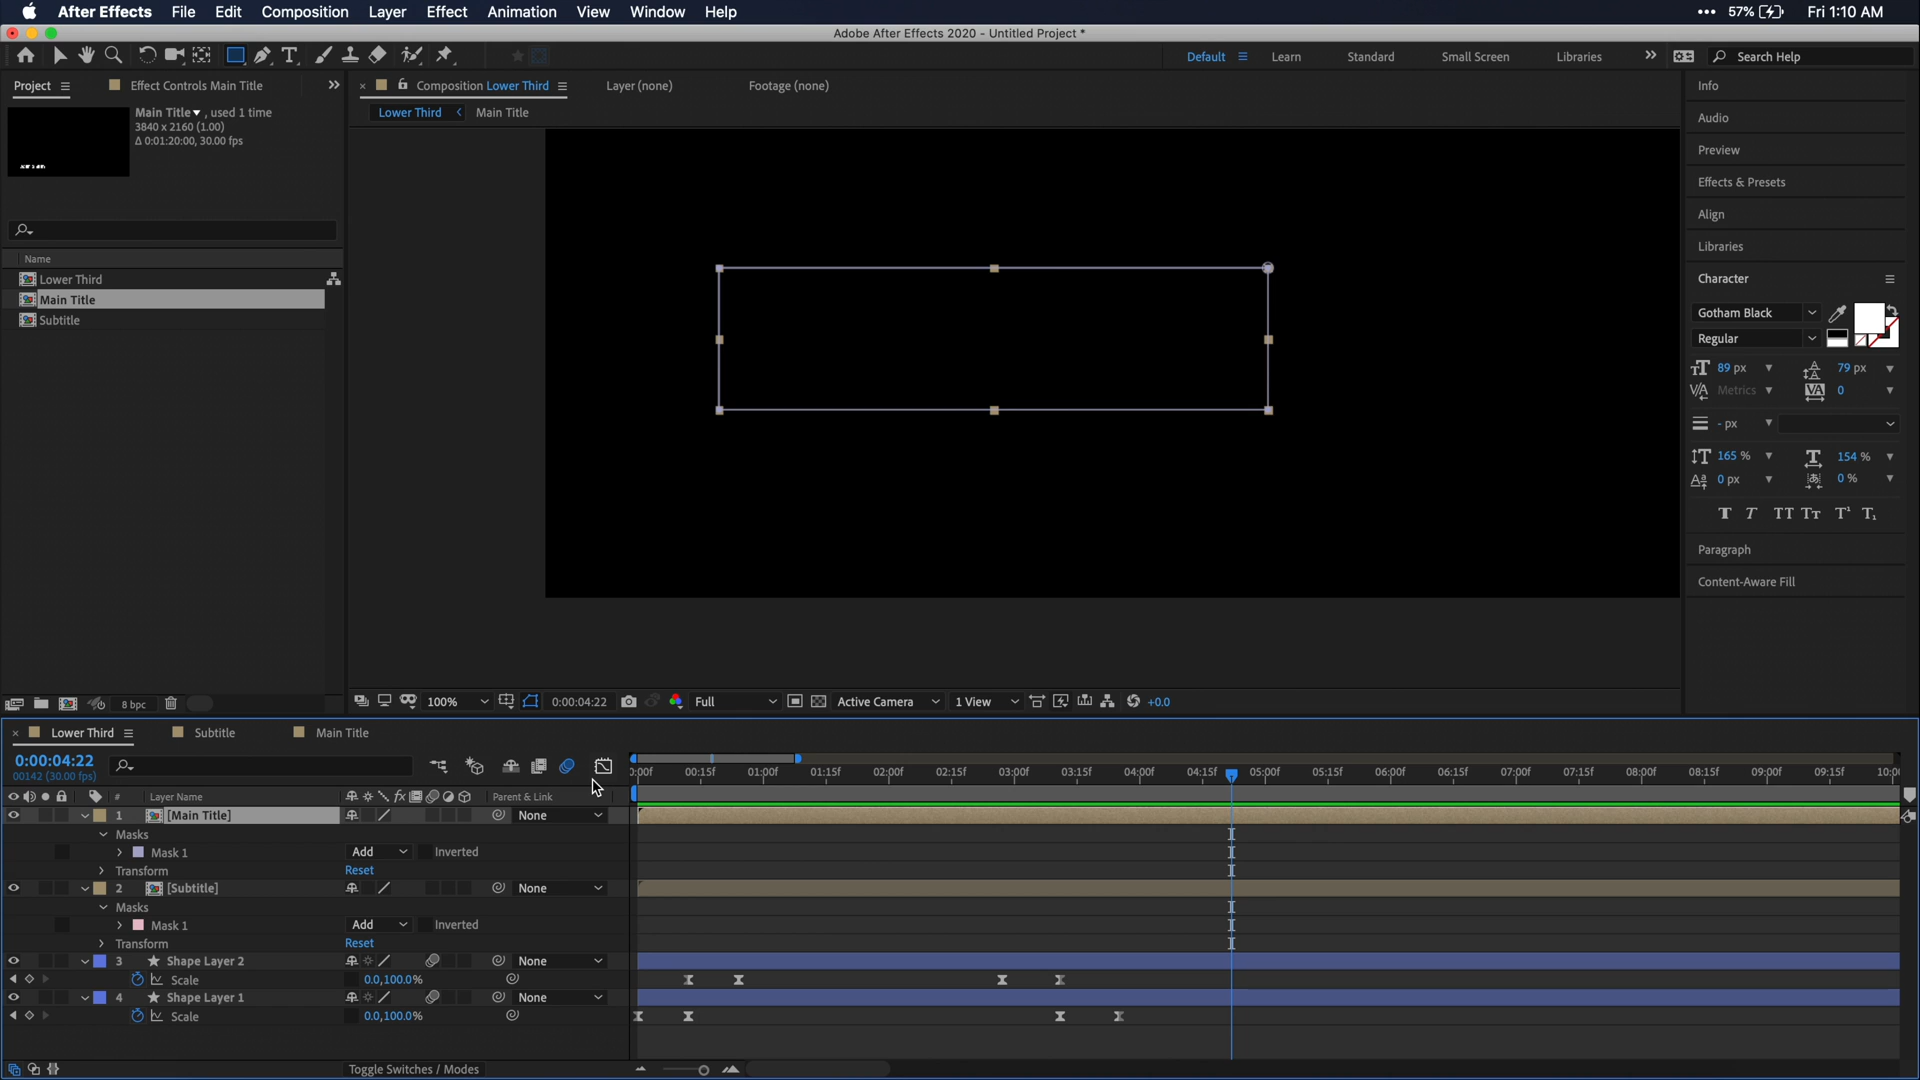 After Effects File Edit Composition Layer Effect Animation View Window Help 57% Fri 1:10 AM
Adobe After Effects 2020 - Untitled Project *
Default Learn Standard Small Screen Libraries Search Help
Project Effect Controls Main Title
Composition Lower Third Layer (none) Footage (none)
Lower Third Main Title
Main Title , used 1 time
3840 x 2160 (1.00)
Δ 0:01:20:00, 30.00 fps
Name
Lower Third
Main Title
Subtitle
8 bpc
100% 0:00:04:22 Full Active Camera 1 View +0.0
Info
Audio
Preview
Effects & Presets
Align
Libraries
Character
Gotham Black
Regular
89 px 79 px
Metrics 0
- px
165 % 154 %
0 px 0 %
T T TT Tт T¹ T₁
Paragraph
Content-Aware Fill
Lower Third Subtitle Main Title
0:00:04:22
00142 (30.00 fps)
:00f 00:15f 01:00f 01:15f 02:00f 02:15f 03:00f 03:15f 04:00f 04:15f 05:00f 05:15f 06:00f 06:15f 07:00f 07:15f 08:00f 08:15f 09:00f 09:15f 10:00
# Layer Name fx Parent & Link
1 [Main Title] None
Masks
Mask 1 Add Inverted
Transform Reset
2 [Subtitle] None
Masks
Mask 1 Add Inverted
Transform Reset
3 Shape Layer 2 None
Scale 0.0,100.0%
4 Shape Layer 1 None
Scale 0.0,100.0%
Toggle Switches / Modes